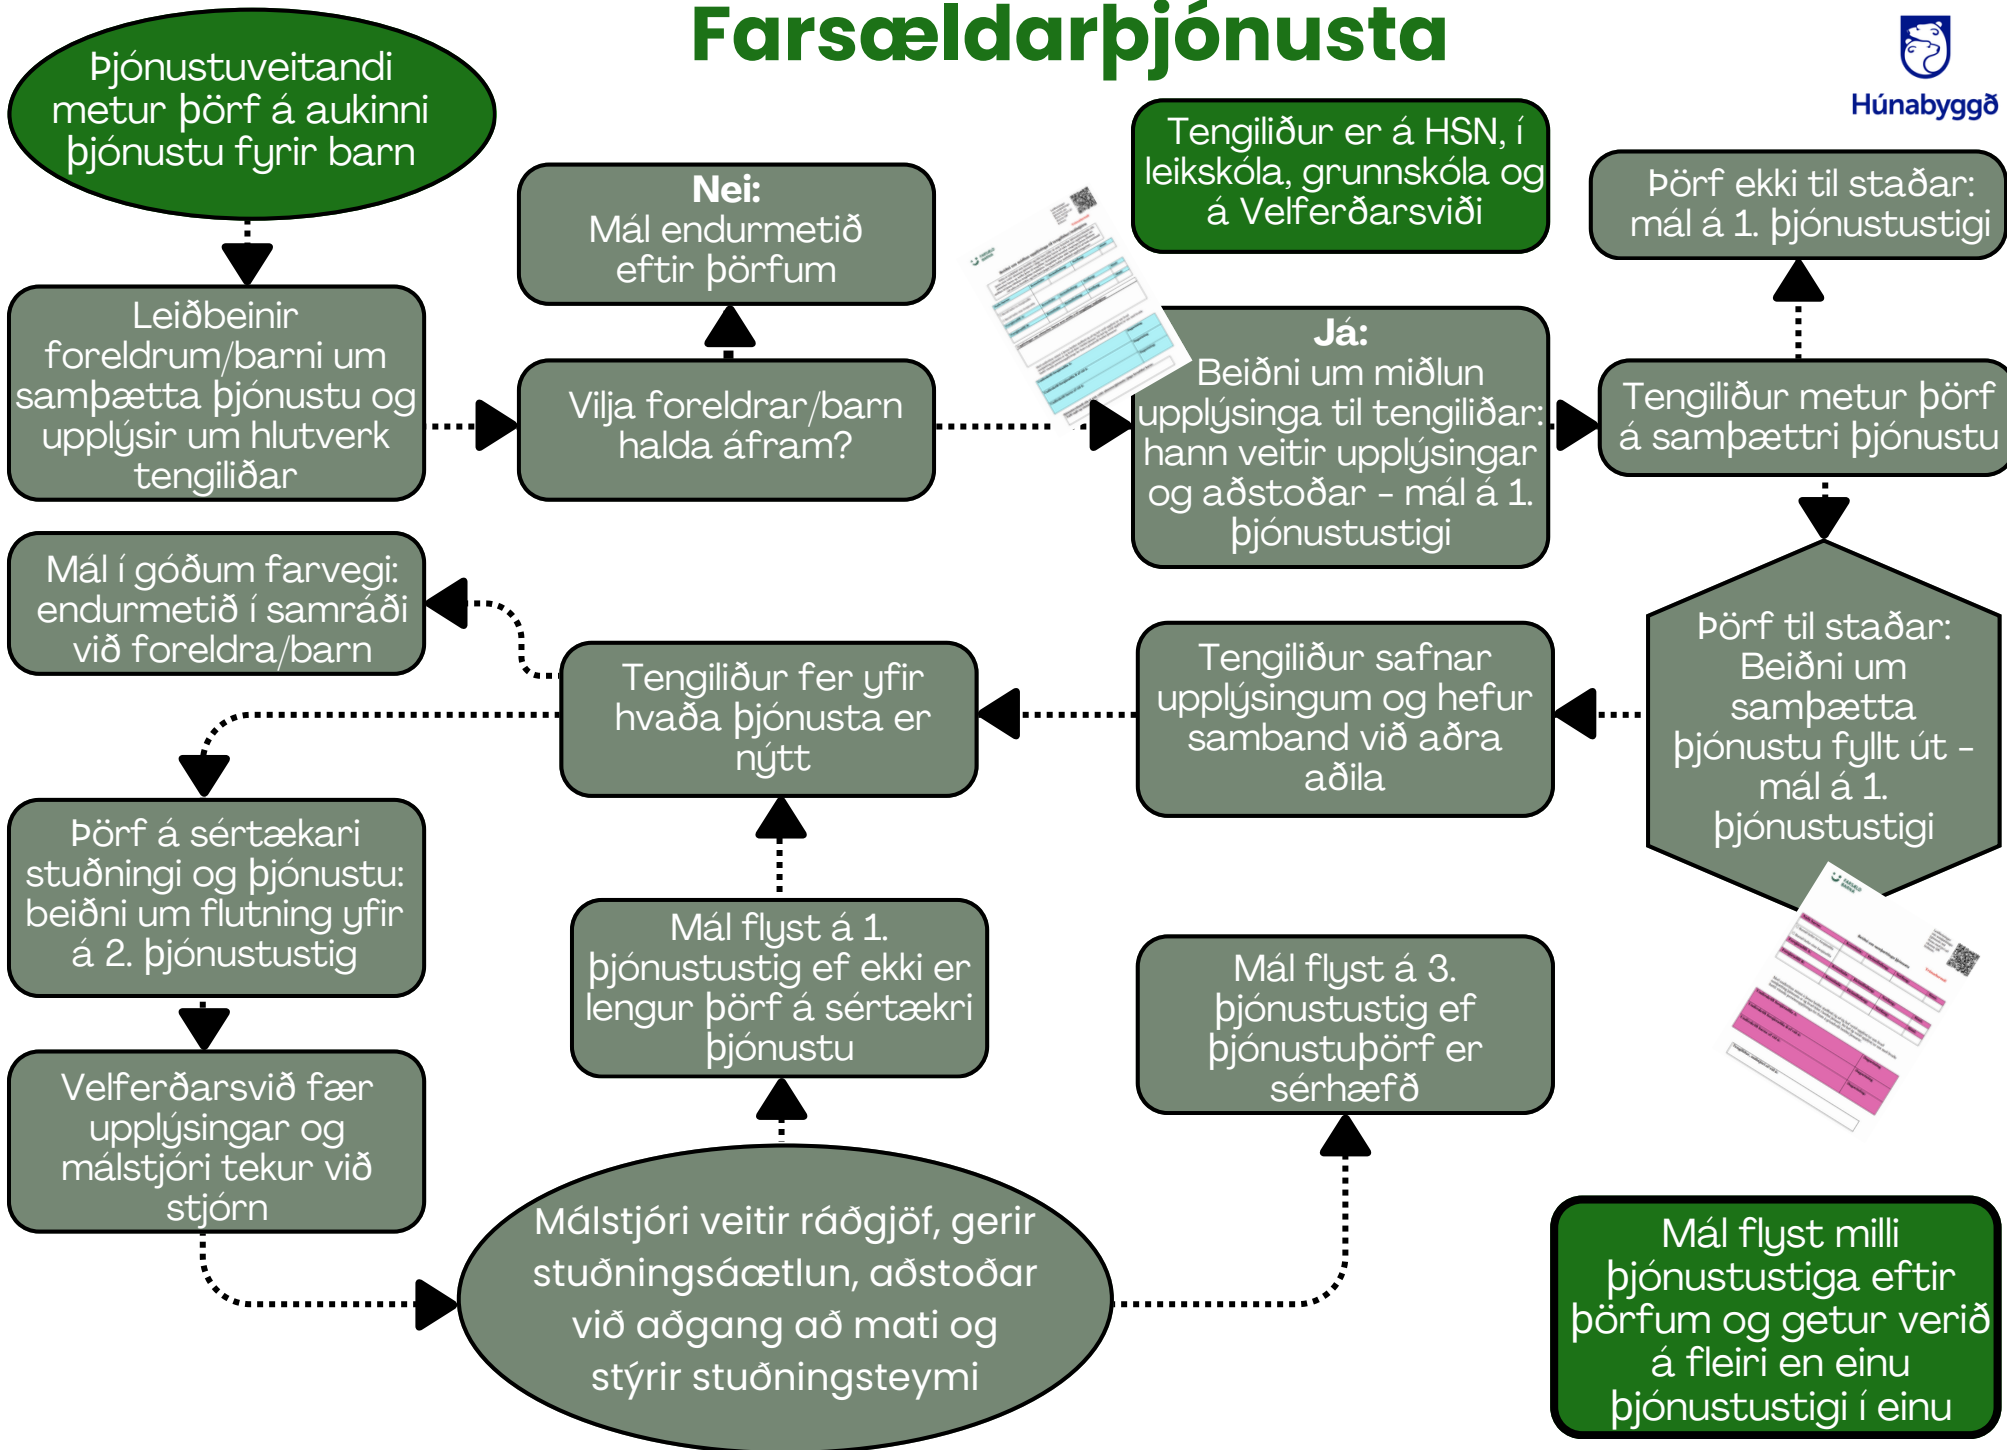 Farsældarþjónusta
Húnabyggð
Þjónustuveitandi
metur þörf á aukinni
þjónustu fyrir barn
Leiðbeinir
foreldrum/barni um
samþætta þjónustu og
upplýsir um hlutverk
tengiliðar
Nei:
Mál endurmetið
eftir þörfum
Vilja foreldrar/barn
halda áfram?
Tengiliður er á HSN, í
leikskóla, grunnskóla og
á Velferðarsviði
Já:
Beiðni um miðlun
upplýsinga til tengiliðar:
hann veitir upplýsingar
og aðstoðar - mál á 1.
þjónustustigi
Þörf ekki til staðar:
mál á 1. þjónustustigi
Tengiliður metur þörf
á samþættri þjónustu
Þörf til staðar:
Beiðni um
samþætta
þjónustu fyllt út -
mál á 1.
þjónustustigi
Tengiliður safnar
upplýsingum og hefur
samband við aðra
aðila
Tengiliður fer yfir
hvaða þjónusta er
nýtt
Mál í góðum farvegi:
endurmetið í samráði
við foreldra/barn
Þörf á sértækari
stuðningi og þjónustu:
beiðni um flutning yfir
á 2. þjónustustig
Velferðarsvið fær
upplýsingar og
málstjóri tekur við
stjórn
Málstjóri veitir ráðgjöf, gerir
stuðningsáætlun, aðstoðar
við aðgang að mati og
stýrir stuðningsteymi
Mál flyst á 1.
þjónustustig ef ekki er
lengur þörf á sértækri
þjónustu
Mál flyst á 3.
þjónustustig ef
þjónustuþörf er
sérhæfð
Mál flyst milli
þjónustustiga eftir
þörfum og getur verið
á fleiri en einu
þjónustustigi í einu